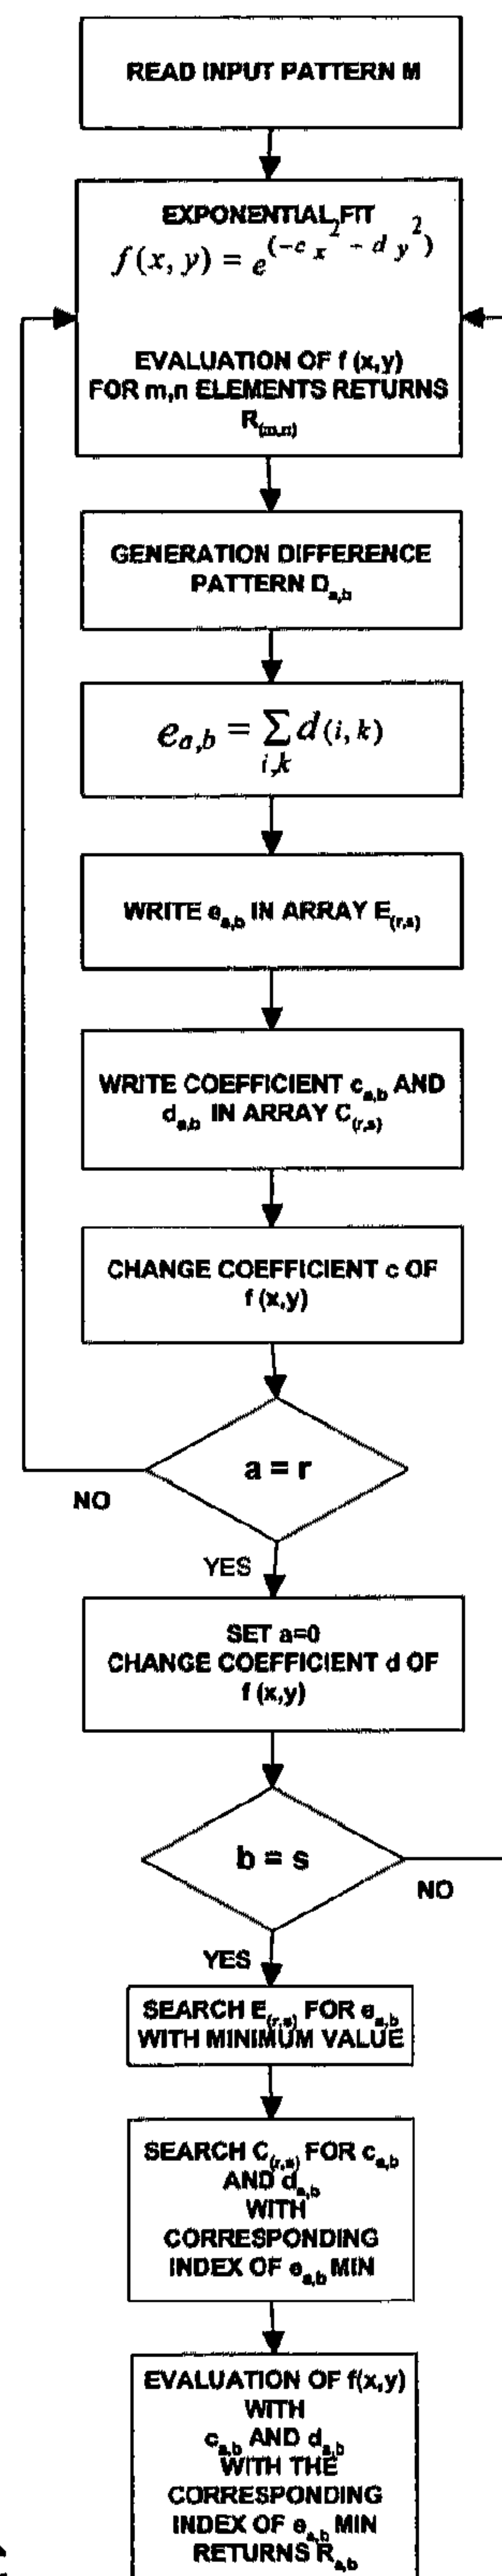 READ INPUT PATTERN M
EXPONENTIAL FIT
f(x, y) = e^(-c x^2 - d y^2)
EVALUATION OF f (x,y)
FOR m,n ELEMENTS RETURNS
R(m,n)
GENERATION DIFFERENCE
PATTERN Da,b
ea,b = Σ d(i, k)
i,k
WRITE ea,b IN ARRAY E(r,s)
WRITE COEFFICIENT ca,b AND
da,b IN ARRAY C(r,s)
CHANGE COEFFICIENT c OF
f (x,y)
a = r
NO
YES
SET a=0
CHANGE COEFFICIENT d OF
f (x,y)
b = s
NO
YES
SEARCH E(r,s) FOR ea,b
WITH MINIMUM VALUE
SEARCH C(r,s) FOR ca,b
AND da,b
WITH
CORRESPONDING
INDEX OF ea,b MIN
EVALUATION OF f(x,y)
WITH
ca,b AND da,b
WITH THE
CORRESPONDING
INDEX OF ea,b MIN
RETURNS Ra,b